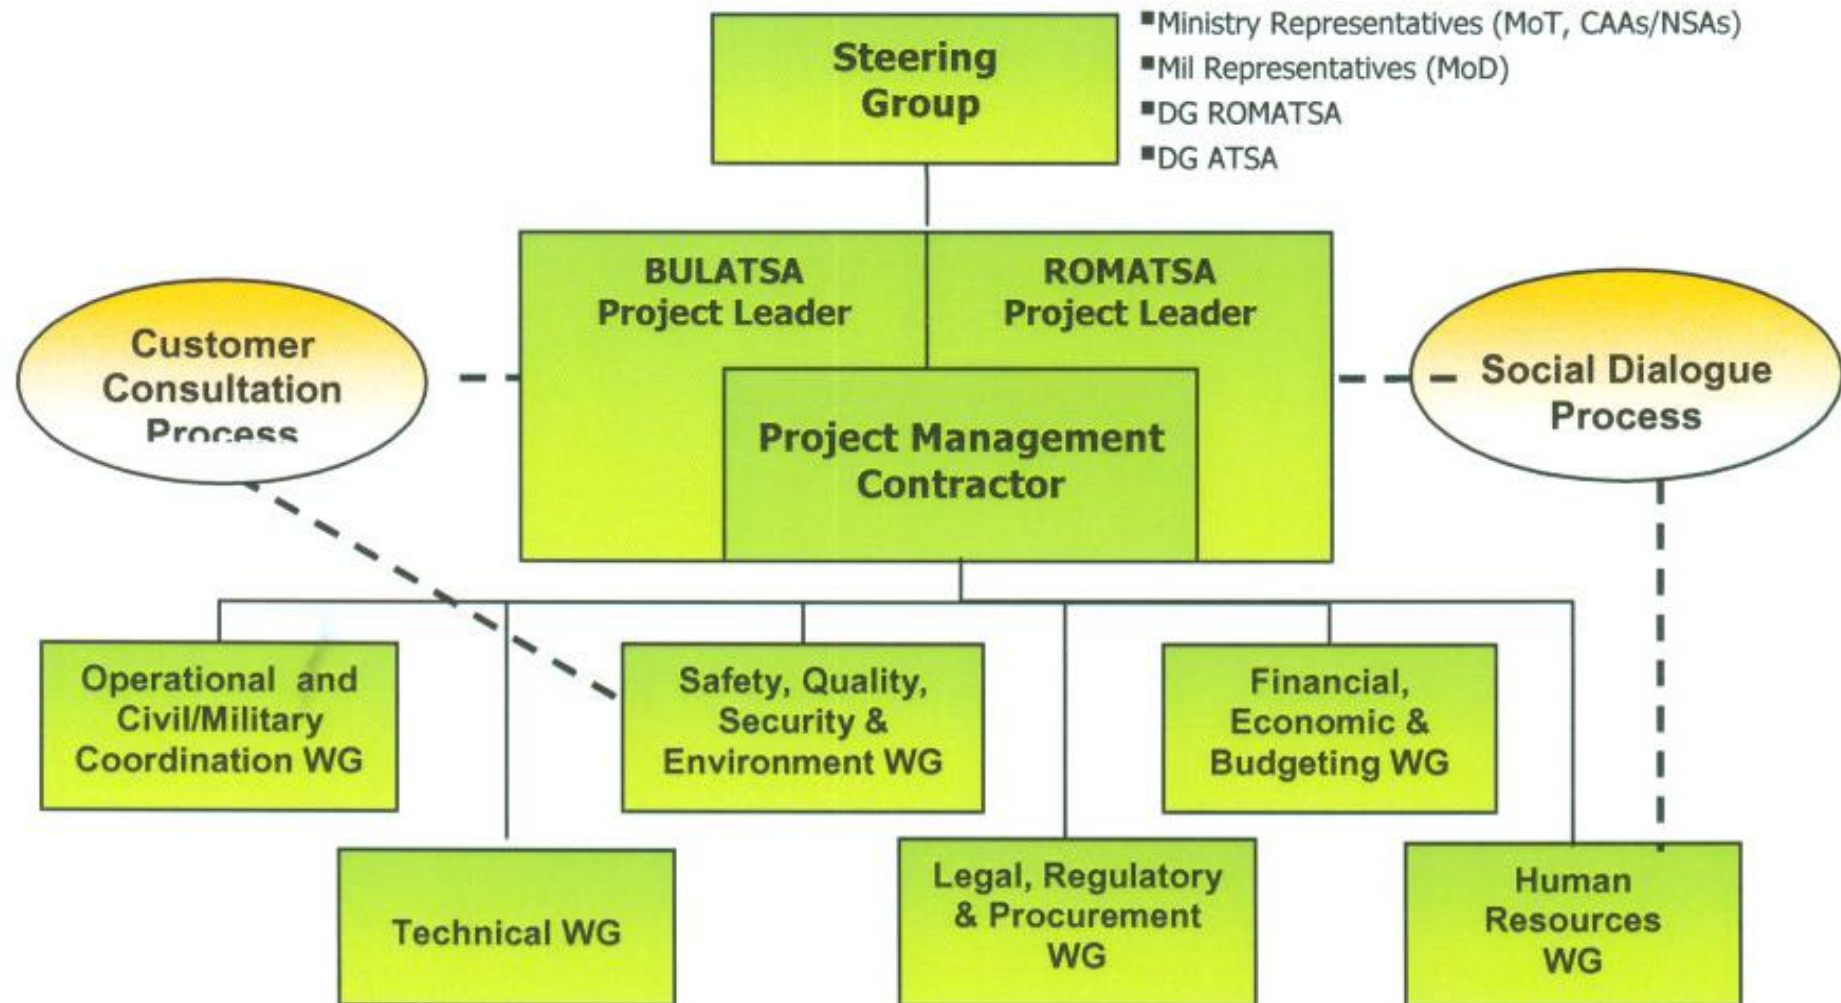 Steering
Group
▪Ministry Representatives (MoT, CAAs/NSAs)
▪Mil Representatives (MoD)
▪DG ROMATSA
▪DG ATSA
BULATSA
Project Leader
ROMATSA
Project Leader
Customer
Consultation
Process
Project Management
Contractor
Social Dialogue
Process
Operational and
Civil/Military
Coordination WG
Safety, Quality,
Security &
Environment WG
Financial,
Economic &
Budgeting WG
Technical WG
Legal, Regulatory
& Procurement
WG
Human
Resources
WG